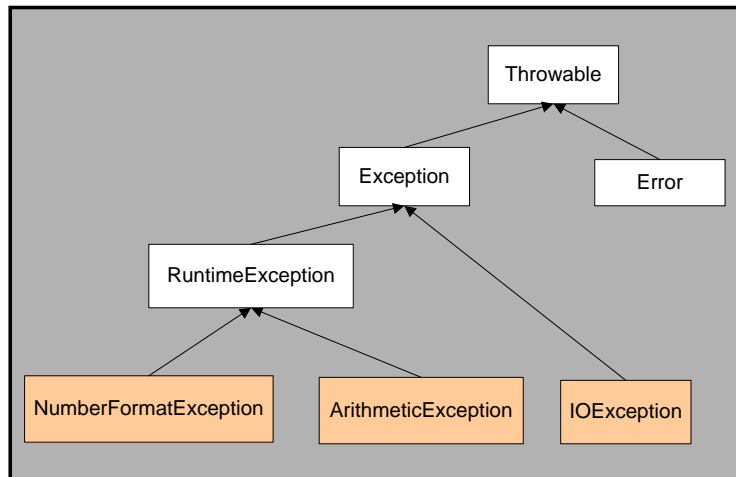 Throwable
Exception
Error
RuntimeException
NumberFormatException
ArithmeticException
IOException